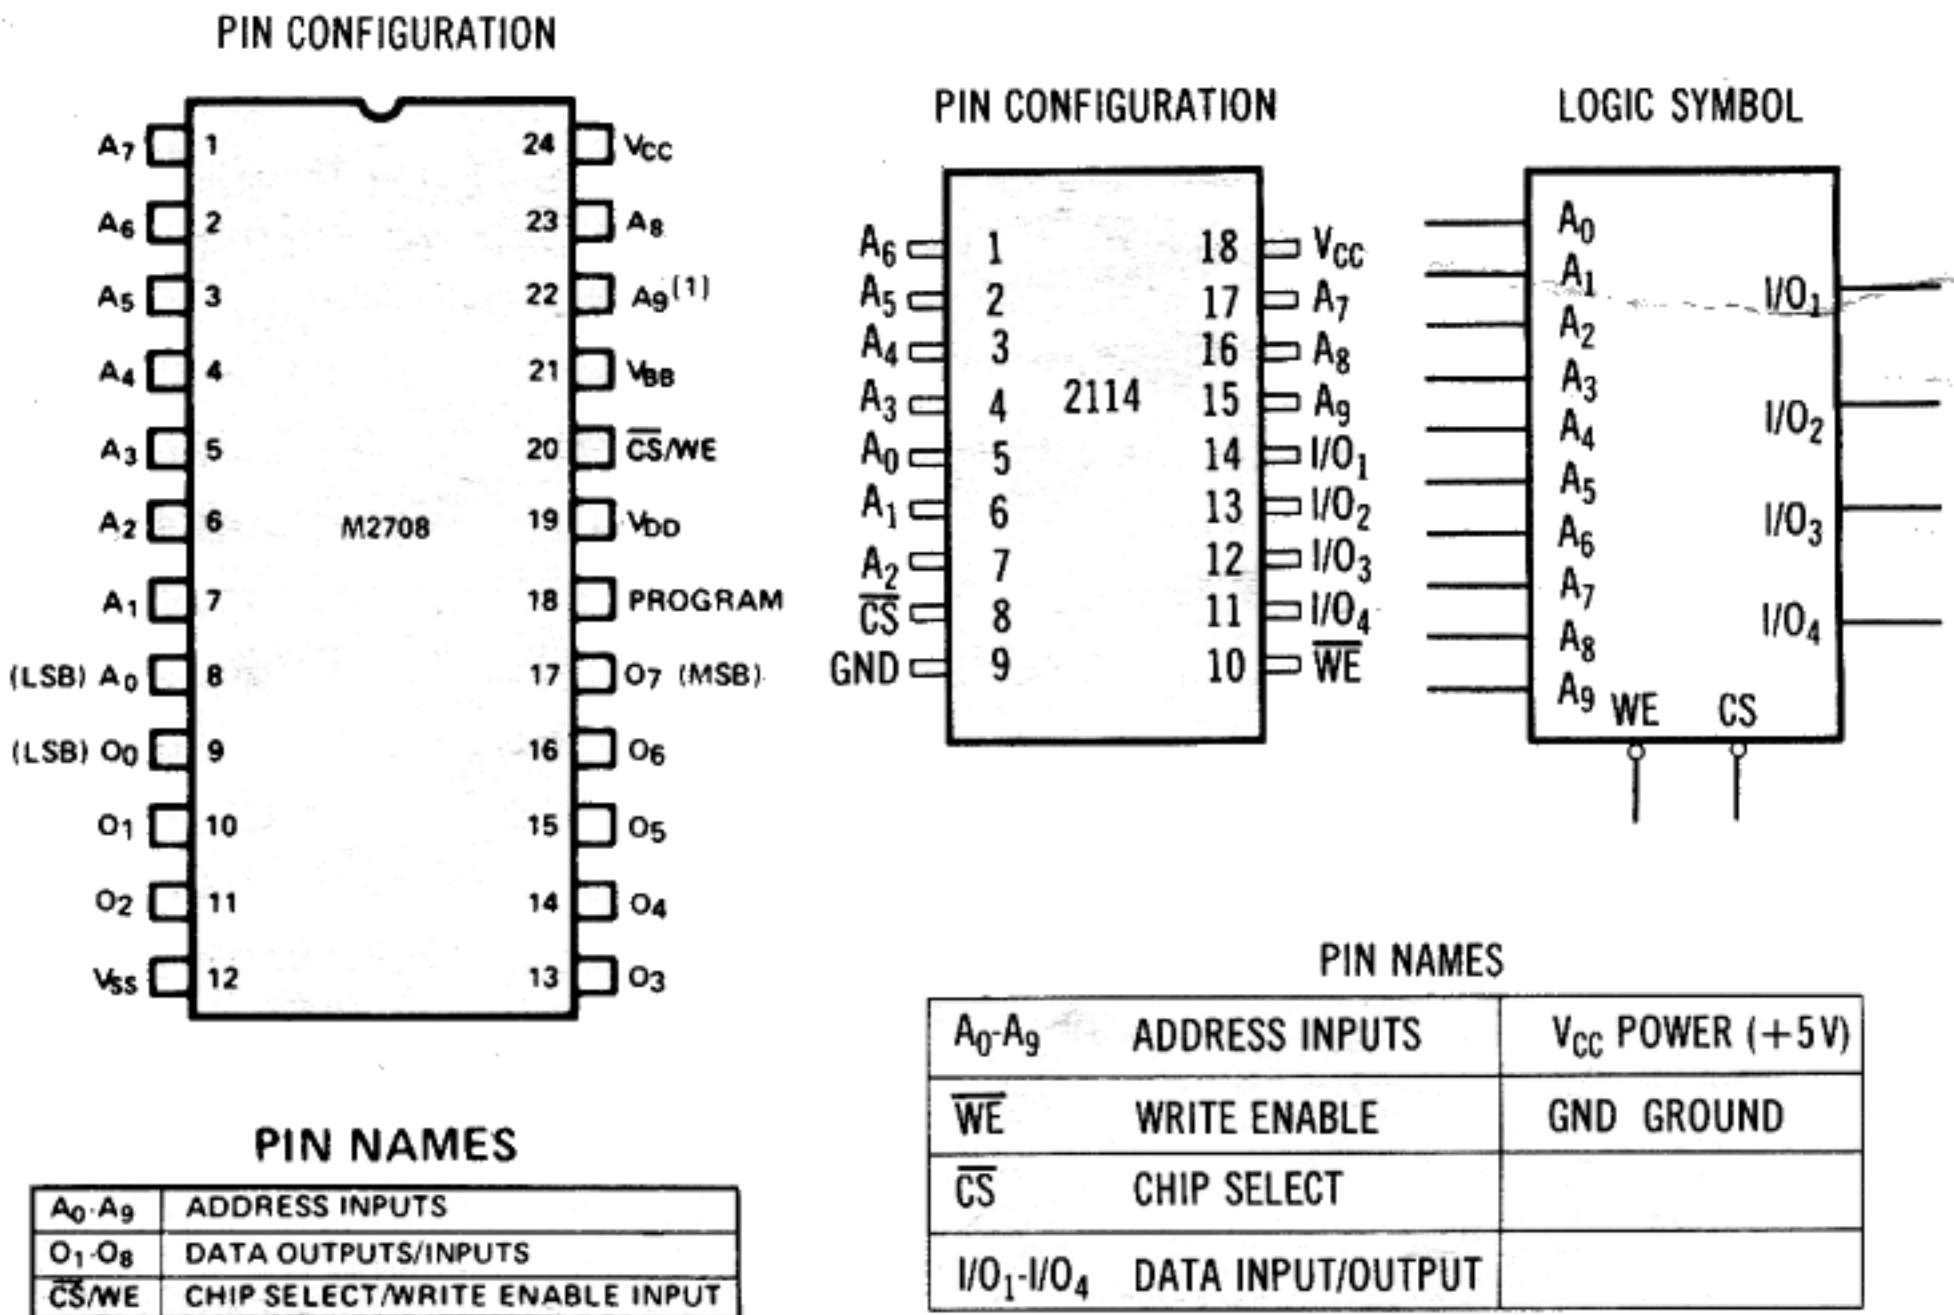 PIN CONFIGURATION
A7 1 24 VCC
A6 2 23 A8
A5 3 22 A9(1)
A4 4 21 VBB
A3 5 20 C̅S̅/WE
A2 6 19 VDD
M2708
A1 7 18 PROGRAM
(LSB) A0 8 17 O7 (MSB)
(LSB) O0 9 16 O6
O1 10 15 O5
O2 11 14 O4
VSS 12 13 O3
PIN NAMES
A0-A9 ADDRESS INPUTS
O1-O8 DATA OUTPUTS/INPUTS
C̅S̅/WE CHIP SELECT/WRITE ENABLE INPUT
PIN CONFIGURATION
A6 1 18 VCC
A5 2 17 A7
A4 3 16 A8
A3 4 2114 15 A9
A0 5 14 I/O1
A1 6 13 I/O2
A2 7 12 I/O3
C̅S̅ 8 11 I/O4
GND 9 10 W̅E̅
LOGIC SYMBOL
A0
A1 I/O1
A2
A3
A4 I/O2
A5
A6 I/O3
A7
A8 I/O4
A9 WE CS
PIN NAMES
A0-A9 ADDRESS INPUTS VCC POWER (+5V)
W̅E̅ WRITE ENABLE GND GROUND
C̅S̅ CHIP SELECT
I/O1-I/O4 DATA INPUT/OUTPUT